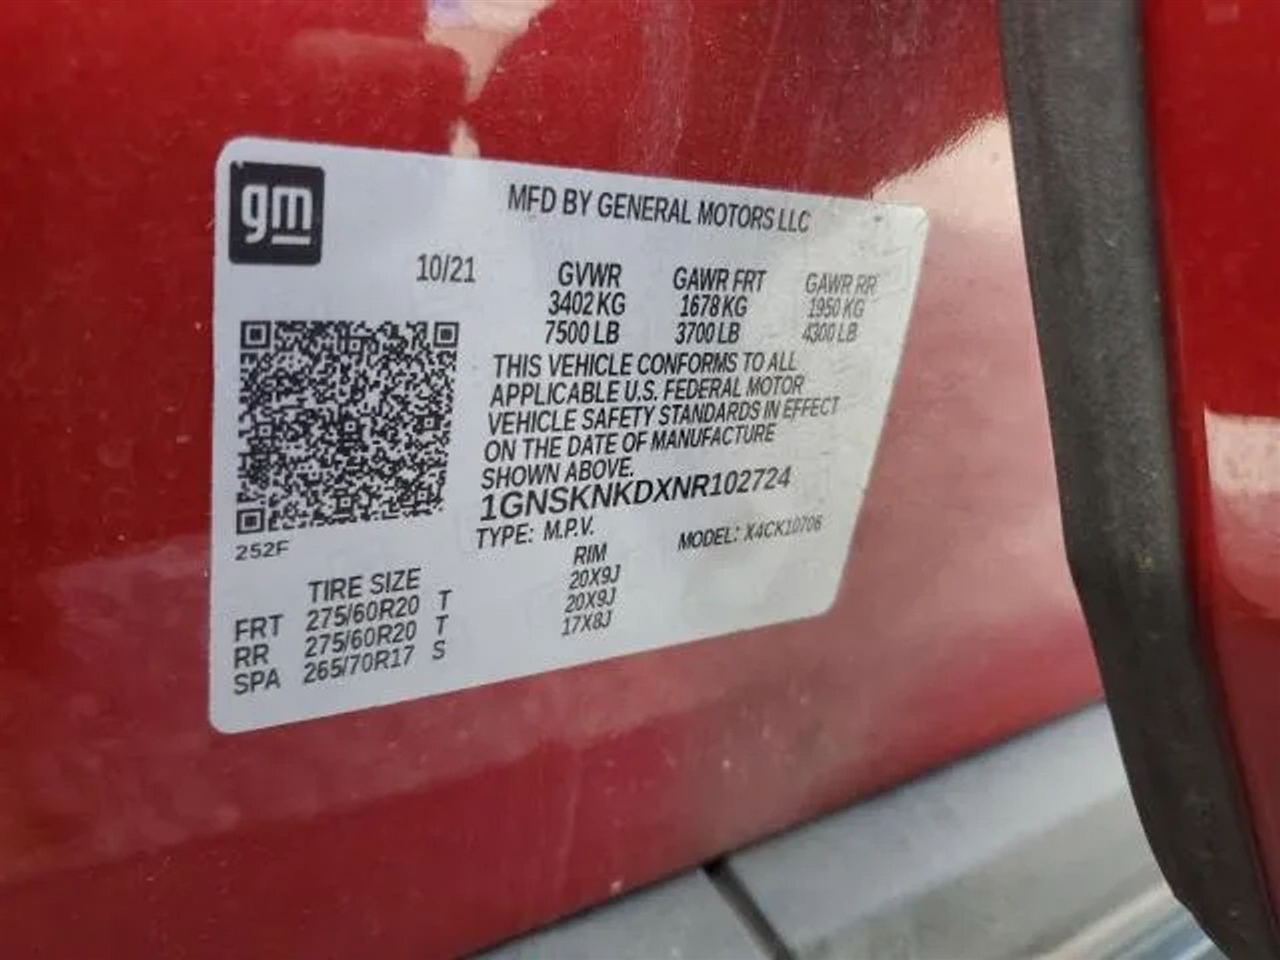 gm
MFD BY GENERAL MOTORS LLC
10/21 GVWR GAWR FRT GAWR RR
3402 KG 1678 KG 1950 KG
7500 LB 3700 LB 4300 LB
THIS VEHICLE CONFORMS TO ALL
APPLICABLE U.S. FEDERAL MOTOR
VEHICLE SAFETY STANDARDS IN EFFECT
ON THE DATE OF MANUFACTURE
SHOWN ABOVE.
1GNSKNKDXNR102724
TYPE: M.P.V. MODEL: X4CK10706
252F
TIRE SIZE RIM
FRT 275/60R20 T 20X9J
RR 275/60R20 T 20X9J
SPA 265/70R17 S 17X8J